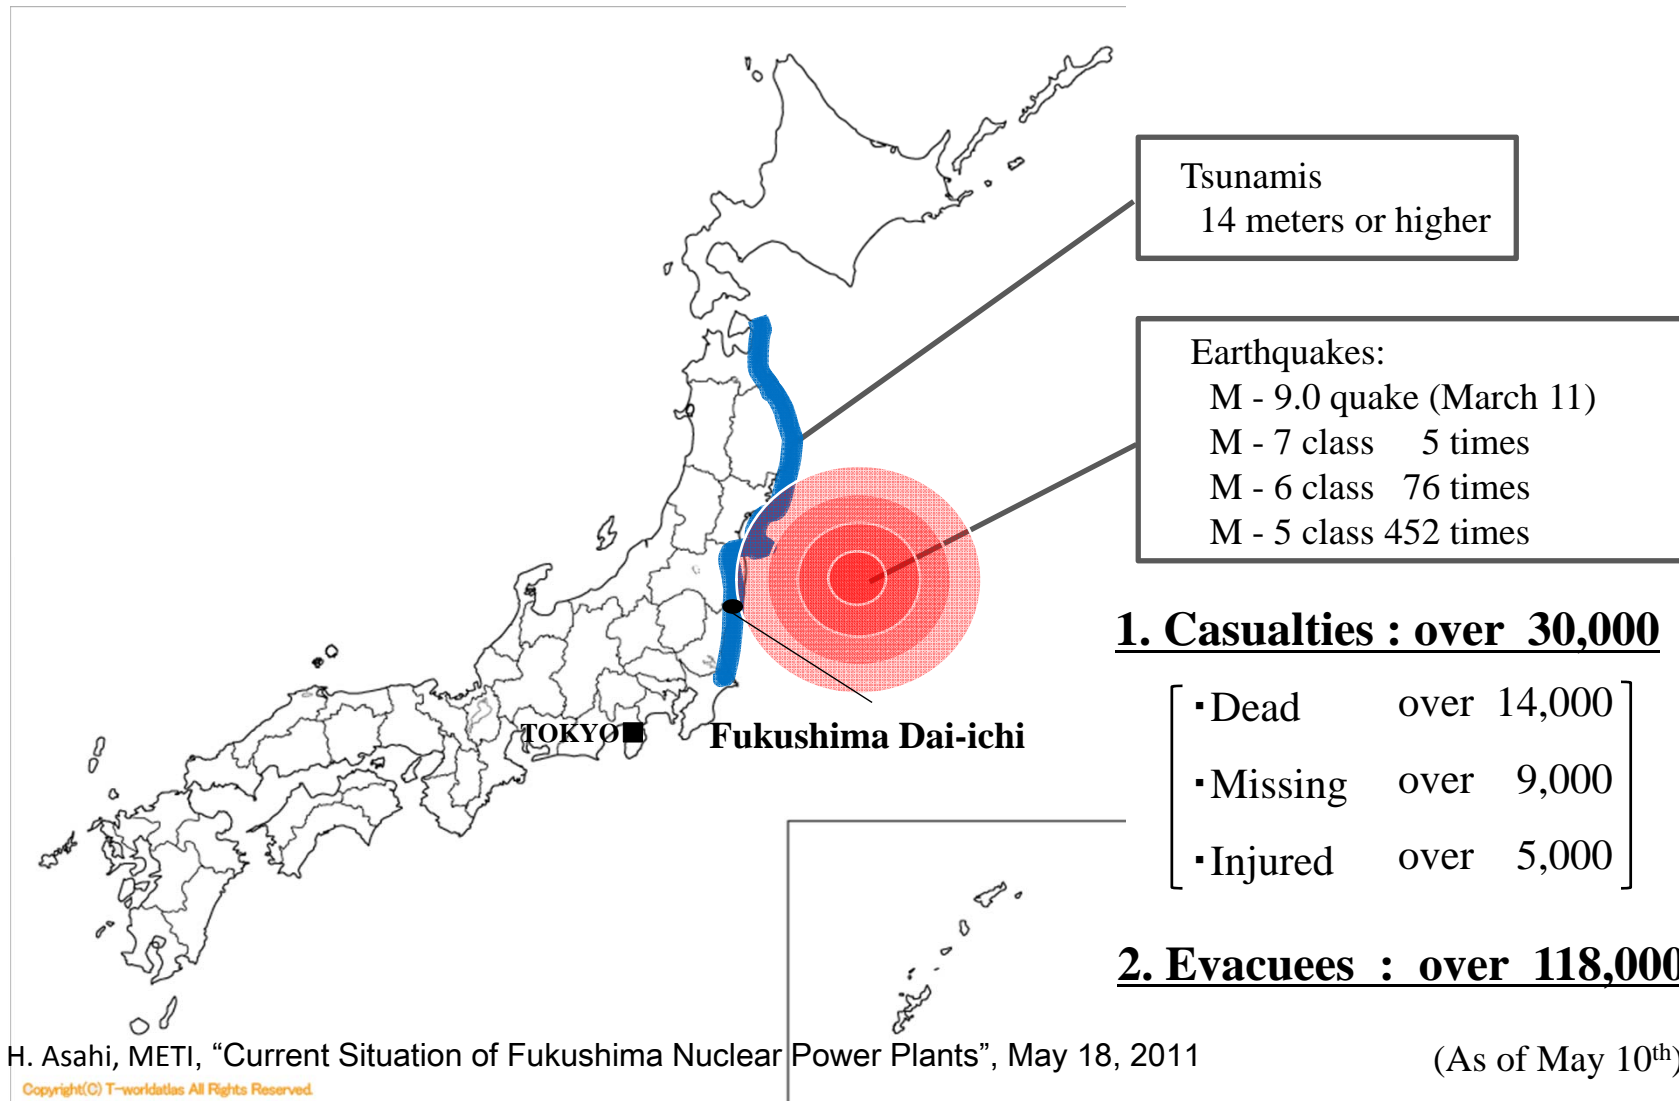 Tsunamis
14 meters or higher
Earthquakes:
M - 9.0 quake (March 11)
M - 7 class 5 times
M - 6 class 76 times
M - 5 class 452 times
1. Casualties : over 30,000
・Dead over 14,000
・Missing over 9,000
・Injured over 5,000
TOKYO
Fukushima Dai-ichi
2. Evacuees : over 118,000
H. Asahi, METI, “Current Situation of Fukushima Nuclear Power Plants”, May 18, 2011
(As of May 10th)
Copyright(C) T-worldatlas All Rights Reserved.